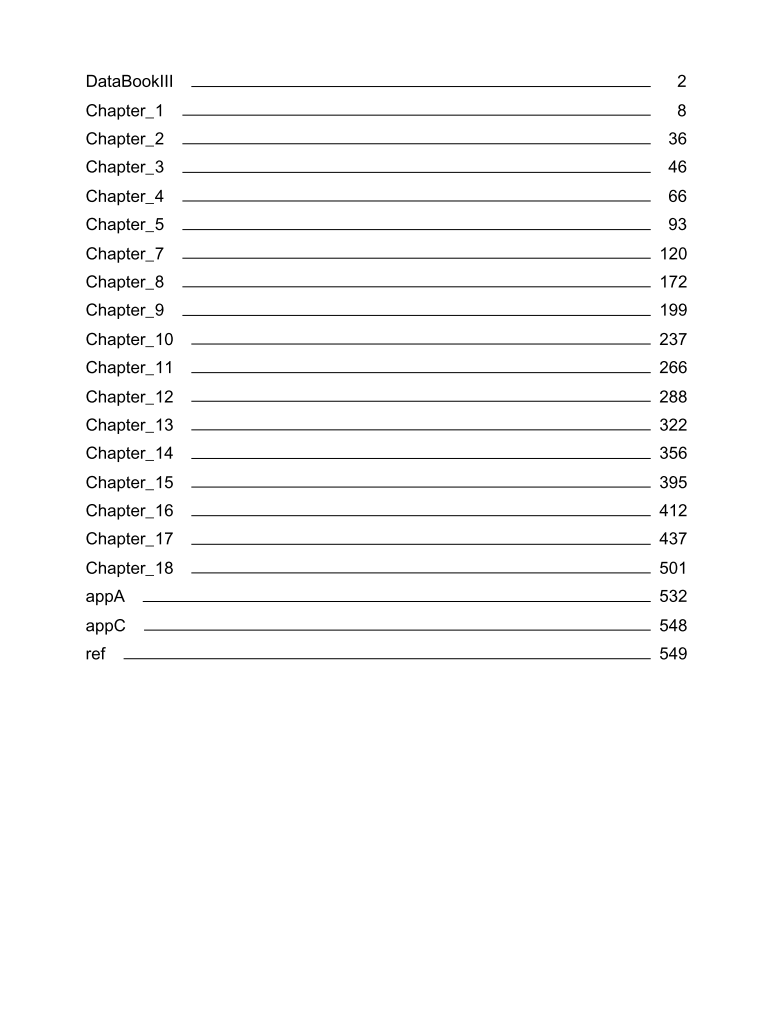 DataBookIII 2
Chapter_1 8
Chapter_2 36
Chapter_3 46
Chapter_4 66
Chapter_5 93
Chapter_7 120
Chapter_8 172
Chapter_9 199
Chapter_10 237
Chapter_11 266
Chapter_12 288
Chapter_13 322
Chapter_14 356
Chapter_15 395
Chapter_16 412
Chapter_17 437
Chapter_18 501
appA 532
appC 548
ref 549